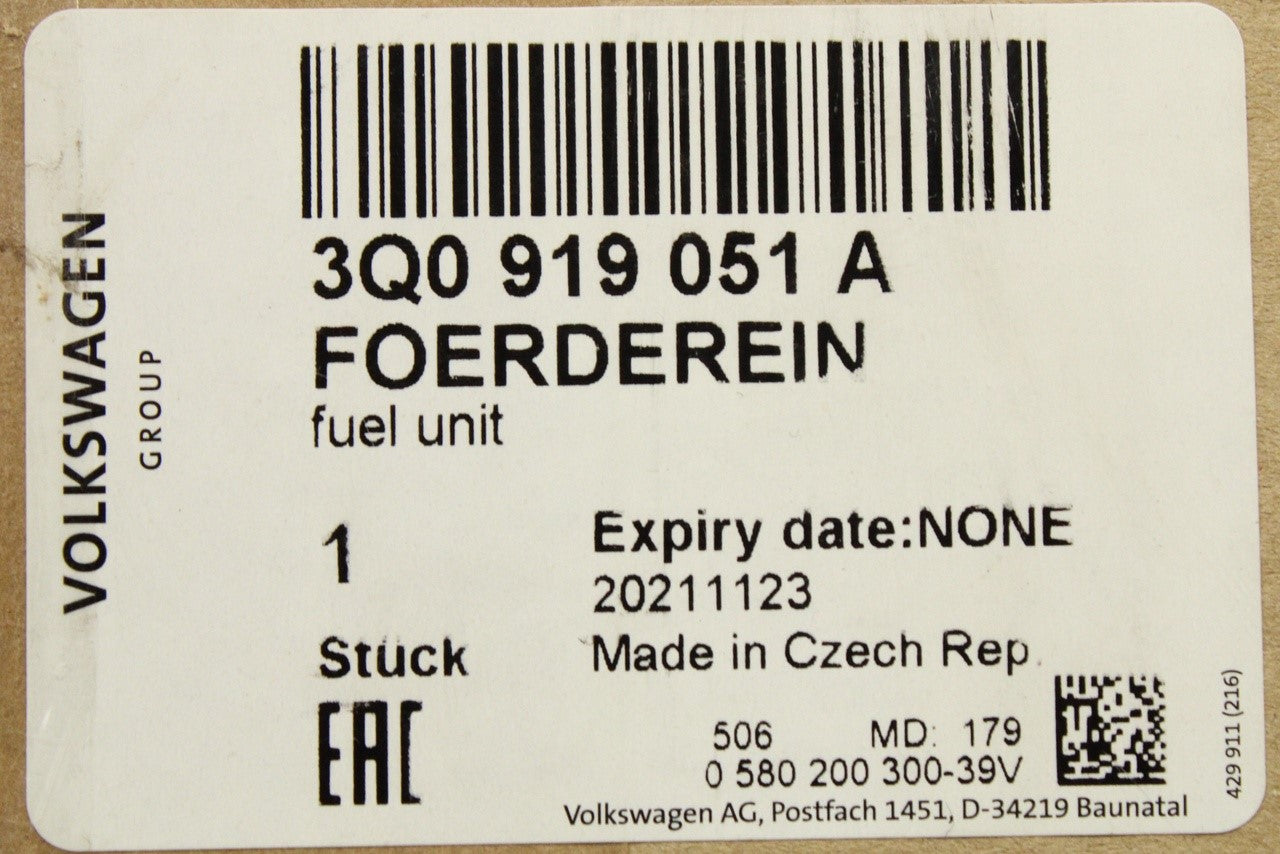 VOLKSWAGEN
GROUP
3Q0 919 051 A
FOERDEREIN
fuel unit
1
Expiry date:NONE
20211123
Stück
Made in Czech Rep.
EAC
506 MD: 179
0 580 200 300-39V
Volkswagen AG, Postfach 1451, D-34219 Baunatal
429 911 (216)